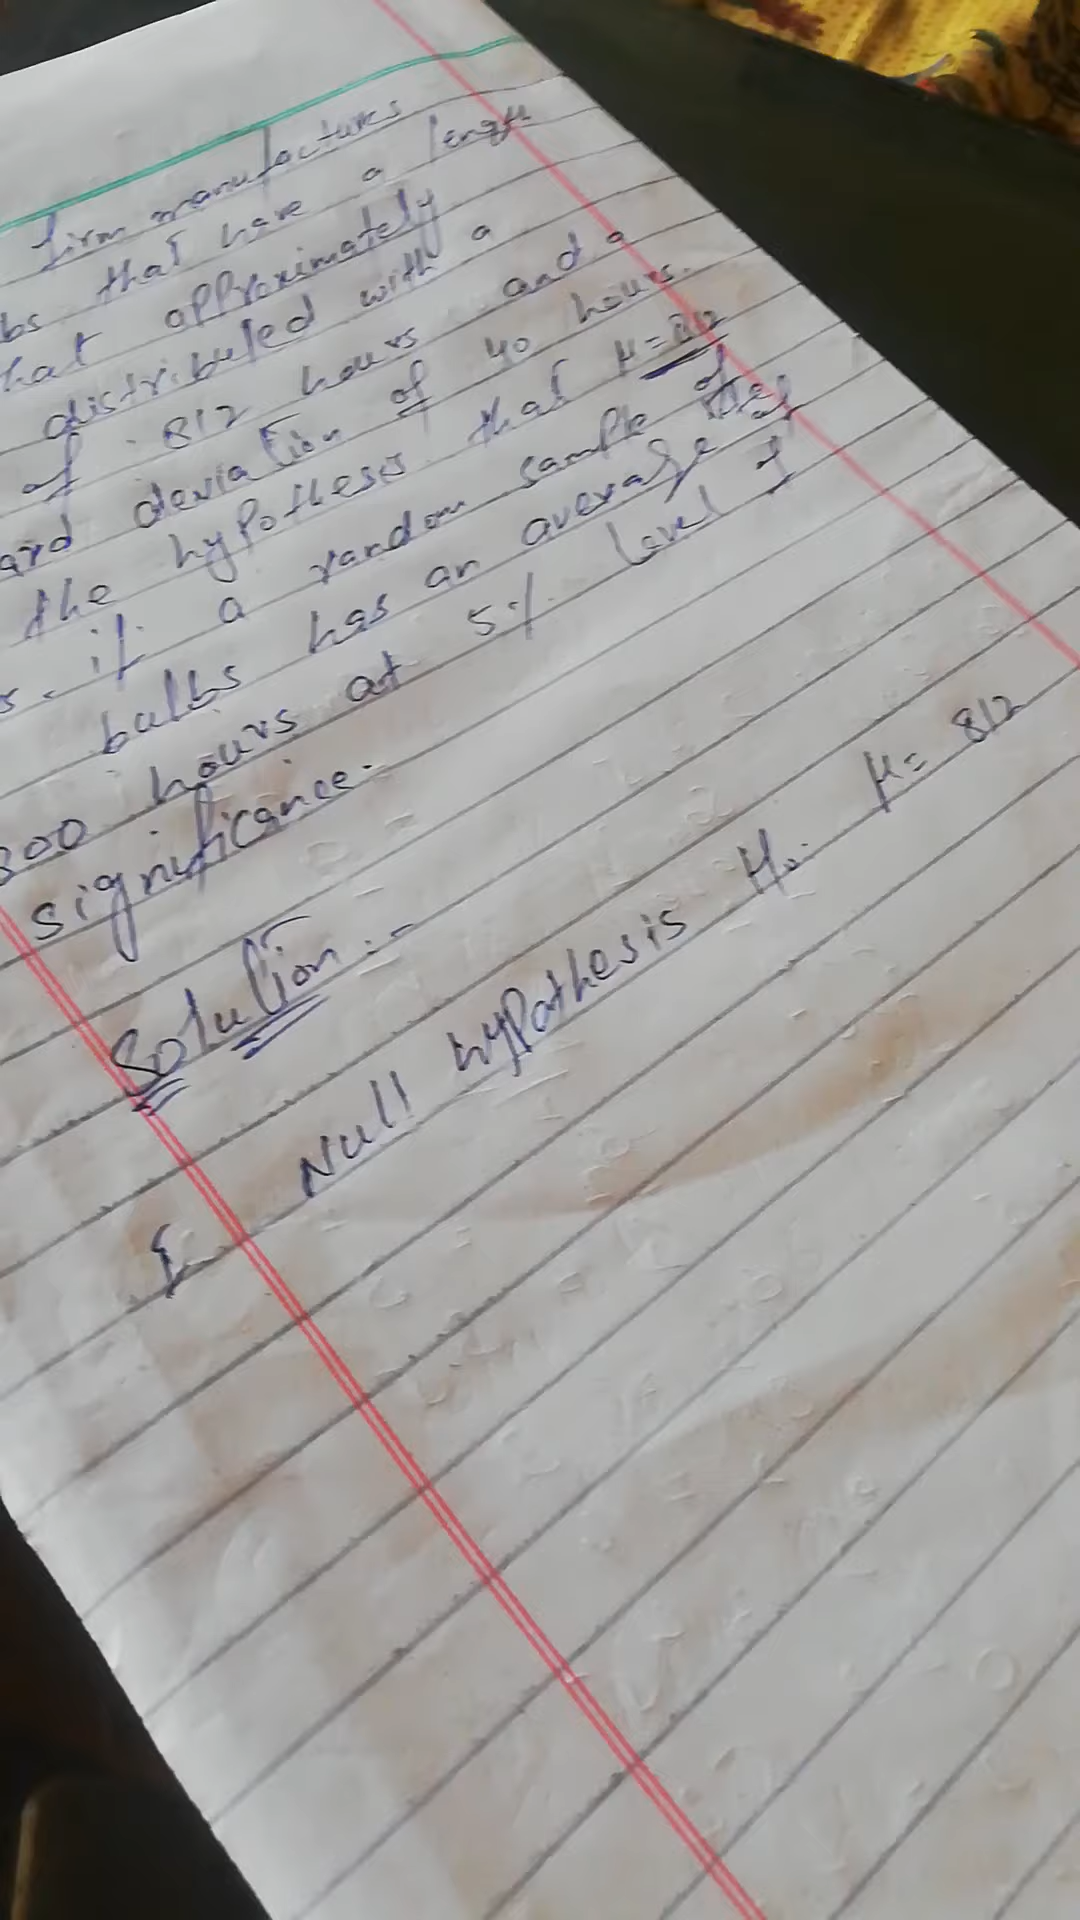 firm manufactures
bs that have a length
hat approximately
distributed with a
of 812 hours and a
ard deviation of 40 hours.
the hypotheses that μ=812
s. if a random sample of
bulbs has an average of
800 hours at 5% level of
significance.
Solution:-
1 Null hypothesis H₀: μ= 812